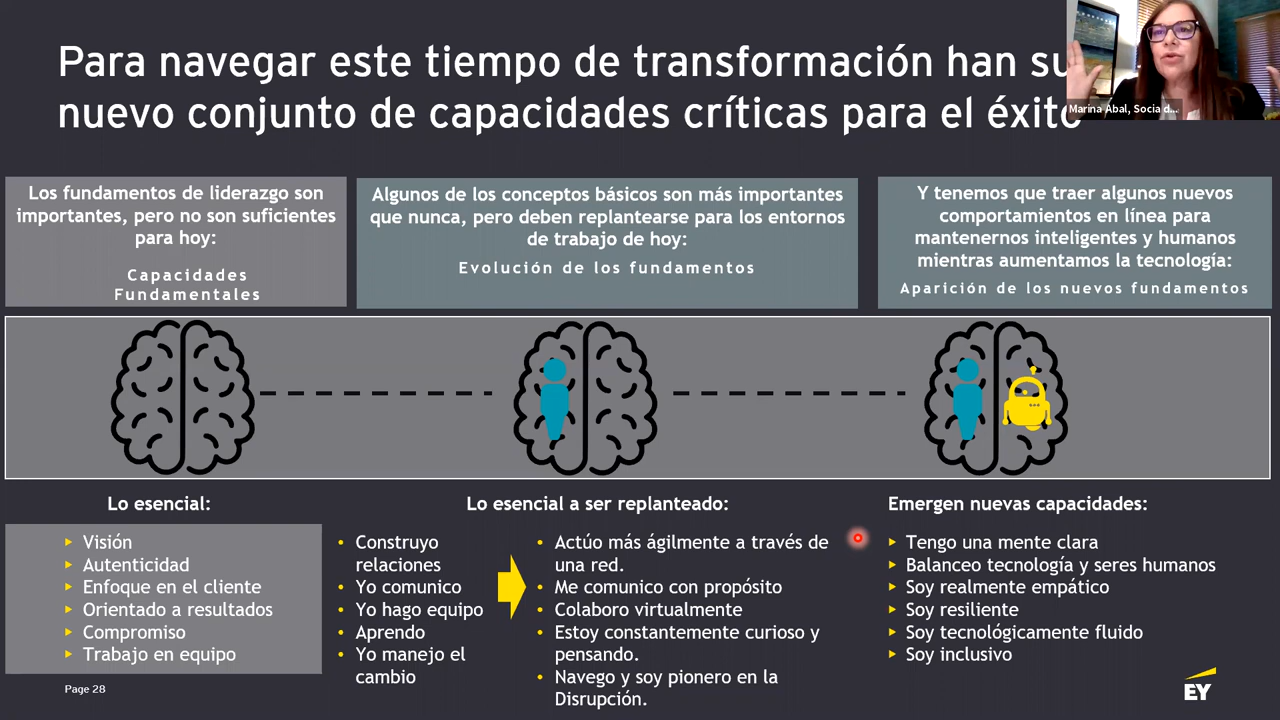 Para navegar este tiempo de transformación han su
nuevo conjunto de capacidades críticas para el éxito
Marina Abal, Socia d...
Los fundamentos de liderazgo son
importantes, pero no son suficientes
para hoy:
Capacidades
Fundamentales
Algunos de los conceptos básicos son más importantes
que nunca, pero deben replantearse para los entornos
de trabajo de hoy:
Evolución de los fundamentos
Y tenemos que traer algunos nuevos
comportamientos en línea para
mantenernos inteligentes y humanos
mientras aumentamos la tecnología:
Aparición de los nuevos fundamentos
Lo esencial:
Visión
Autenticidad
Enfoque en el cliente
Orientado a resultados
Compromiso
Trabajo en equipo
Lo esencial a ser replanteado:
Construyo
relaciones
Yo comunico
Yo hago equipo
Aprendo
Yo manejo el
cambio
Actúo más ágilmente a través de
una red.
Me comunico con propósito
Colaboro virtualmente
Estoy constantemente curioso y
pensando.
Navego y soy pionero en la
Disrupción.
Emergen nuevas capacidades:
Tengo una mente clara
Balanceo tecnología y seres humanos
Soy realmente empático
Soy resiliente
Soy tecnológicamente fluido
Soy inclusivo
Page 28
EY